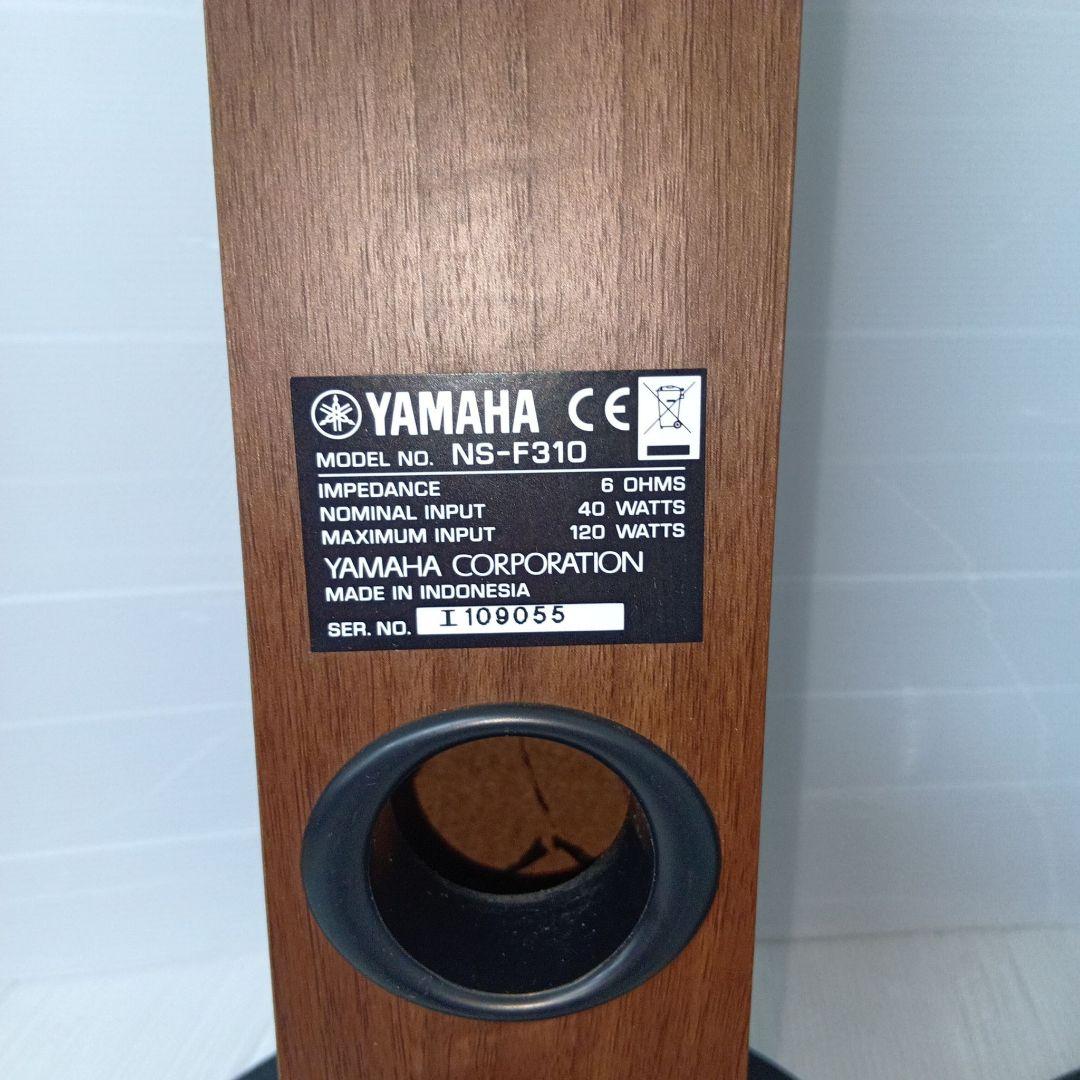 YAMAHA CE
MODEL NO. NS-F310
IMPEDANCE 6 OHMS
NOMINAL INPUT 40 WATTS
MAXIMUM INPUT 120 WATTS
YAMAHA CORPORATION
MADE IN INDONESIA
SER. NO. I109055